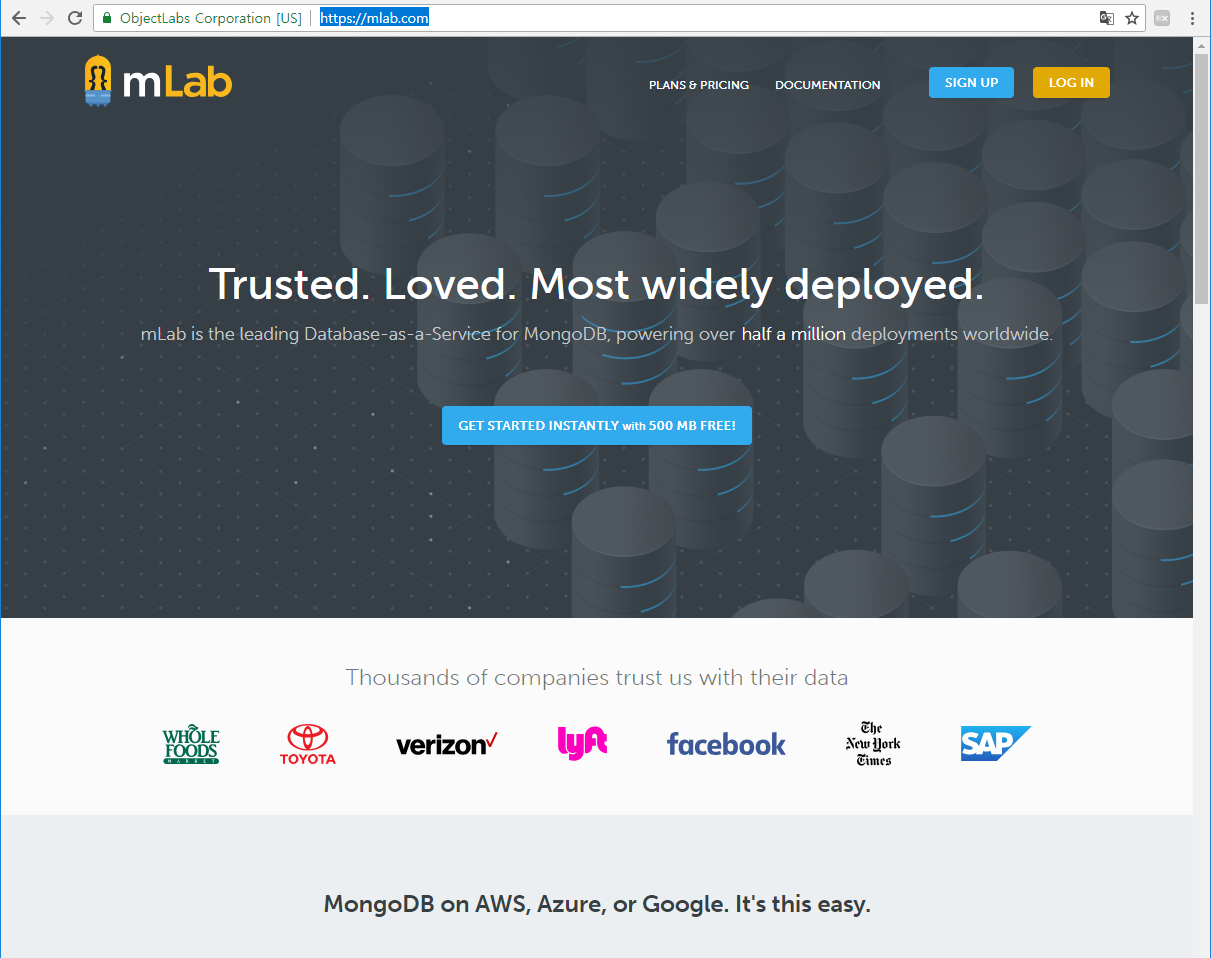 ObjectLabs Corporation [US] | https://mlab.com
mLab
PLANS & PRICING
DOCUMENTATION
SIGN UP
LOG IN
Trusted. Loved. Most widely deployed.
mLab is the leading Database-as-a-Service for MongoDB, powering over half a million deployments worldwide.
GET STARTED INSTANTLY with 500 MB FREE!
Thousands of companies trust us with their data
WHOLE
FOODS
MARKET
TOYOTA
verizon
lyft
facebook
The
New York
Times
SAP
MongoDB on AWS, Azure, or Google. It's this easy.